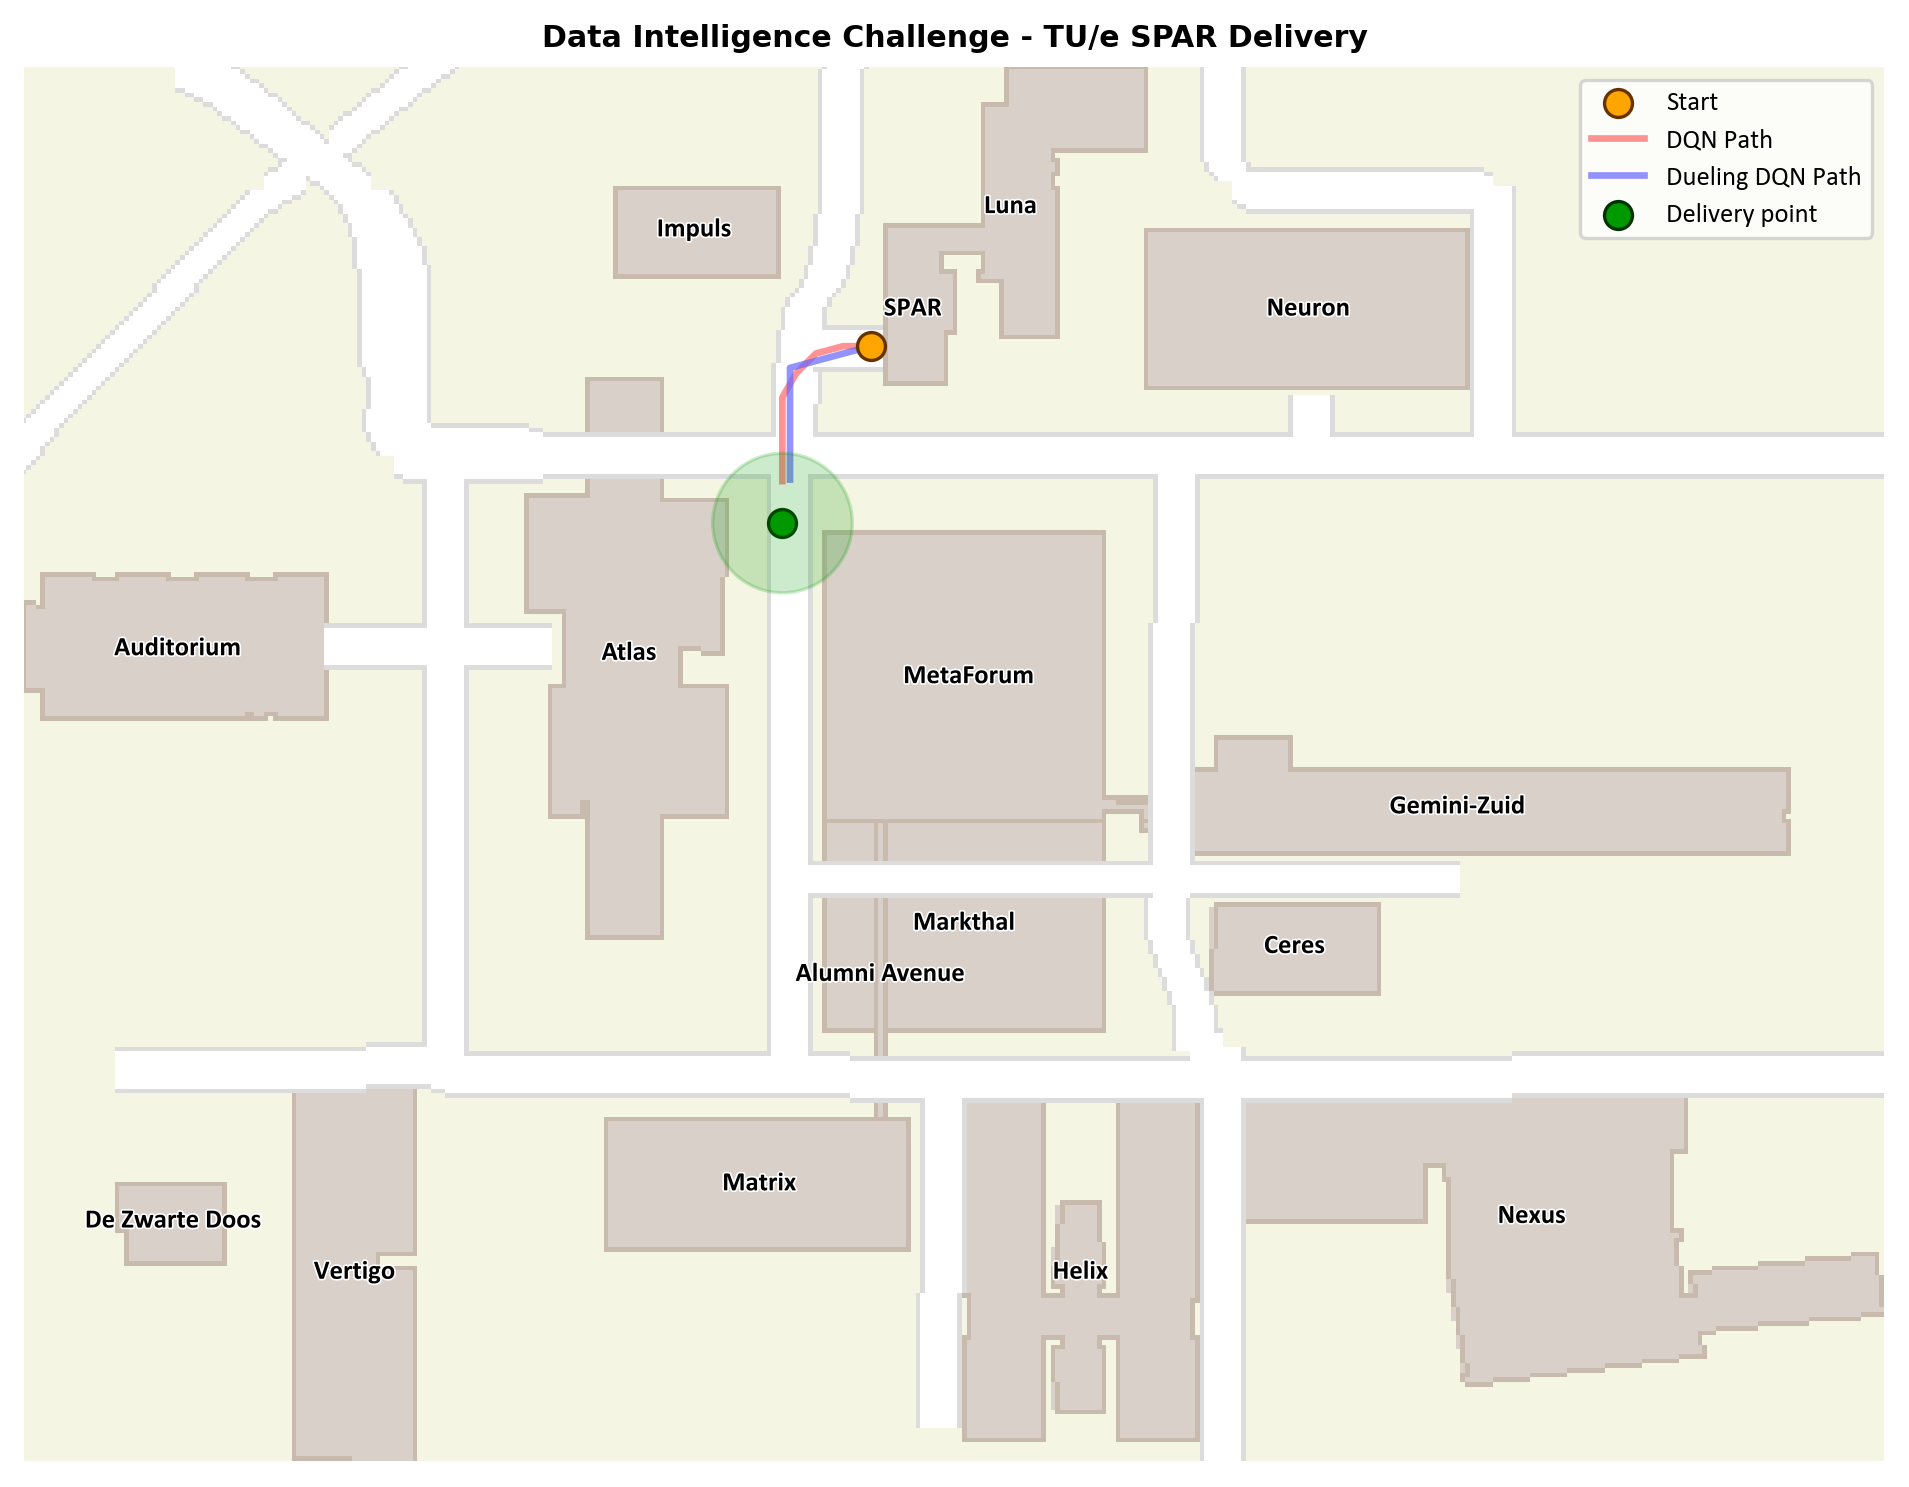 Data Intelligence Challenge - TU/e SPAR Delivery
Start
DQN Path
Dueling DQN Path
Delivery point
Luna
Impuls
SPAR
Neuron
Auditorium
Atlas
MetaForum
Gemini-Zuid
Markthal
Ceres
Alumni Avenue
Matrix
De Zwarte Doos
Nexus
Vertigo
Helix